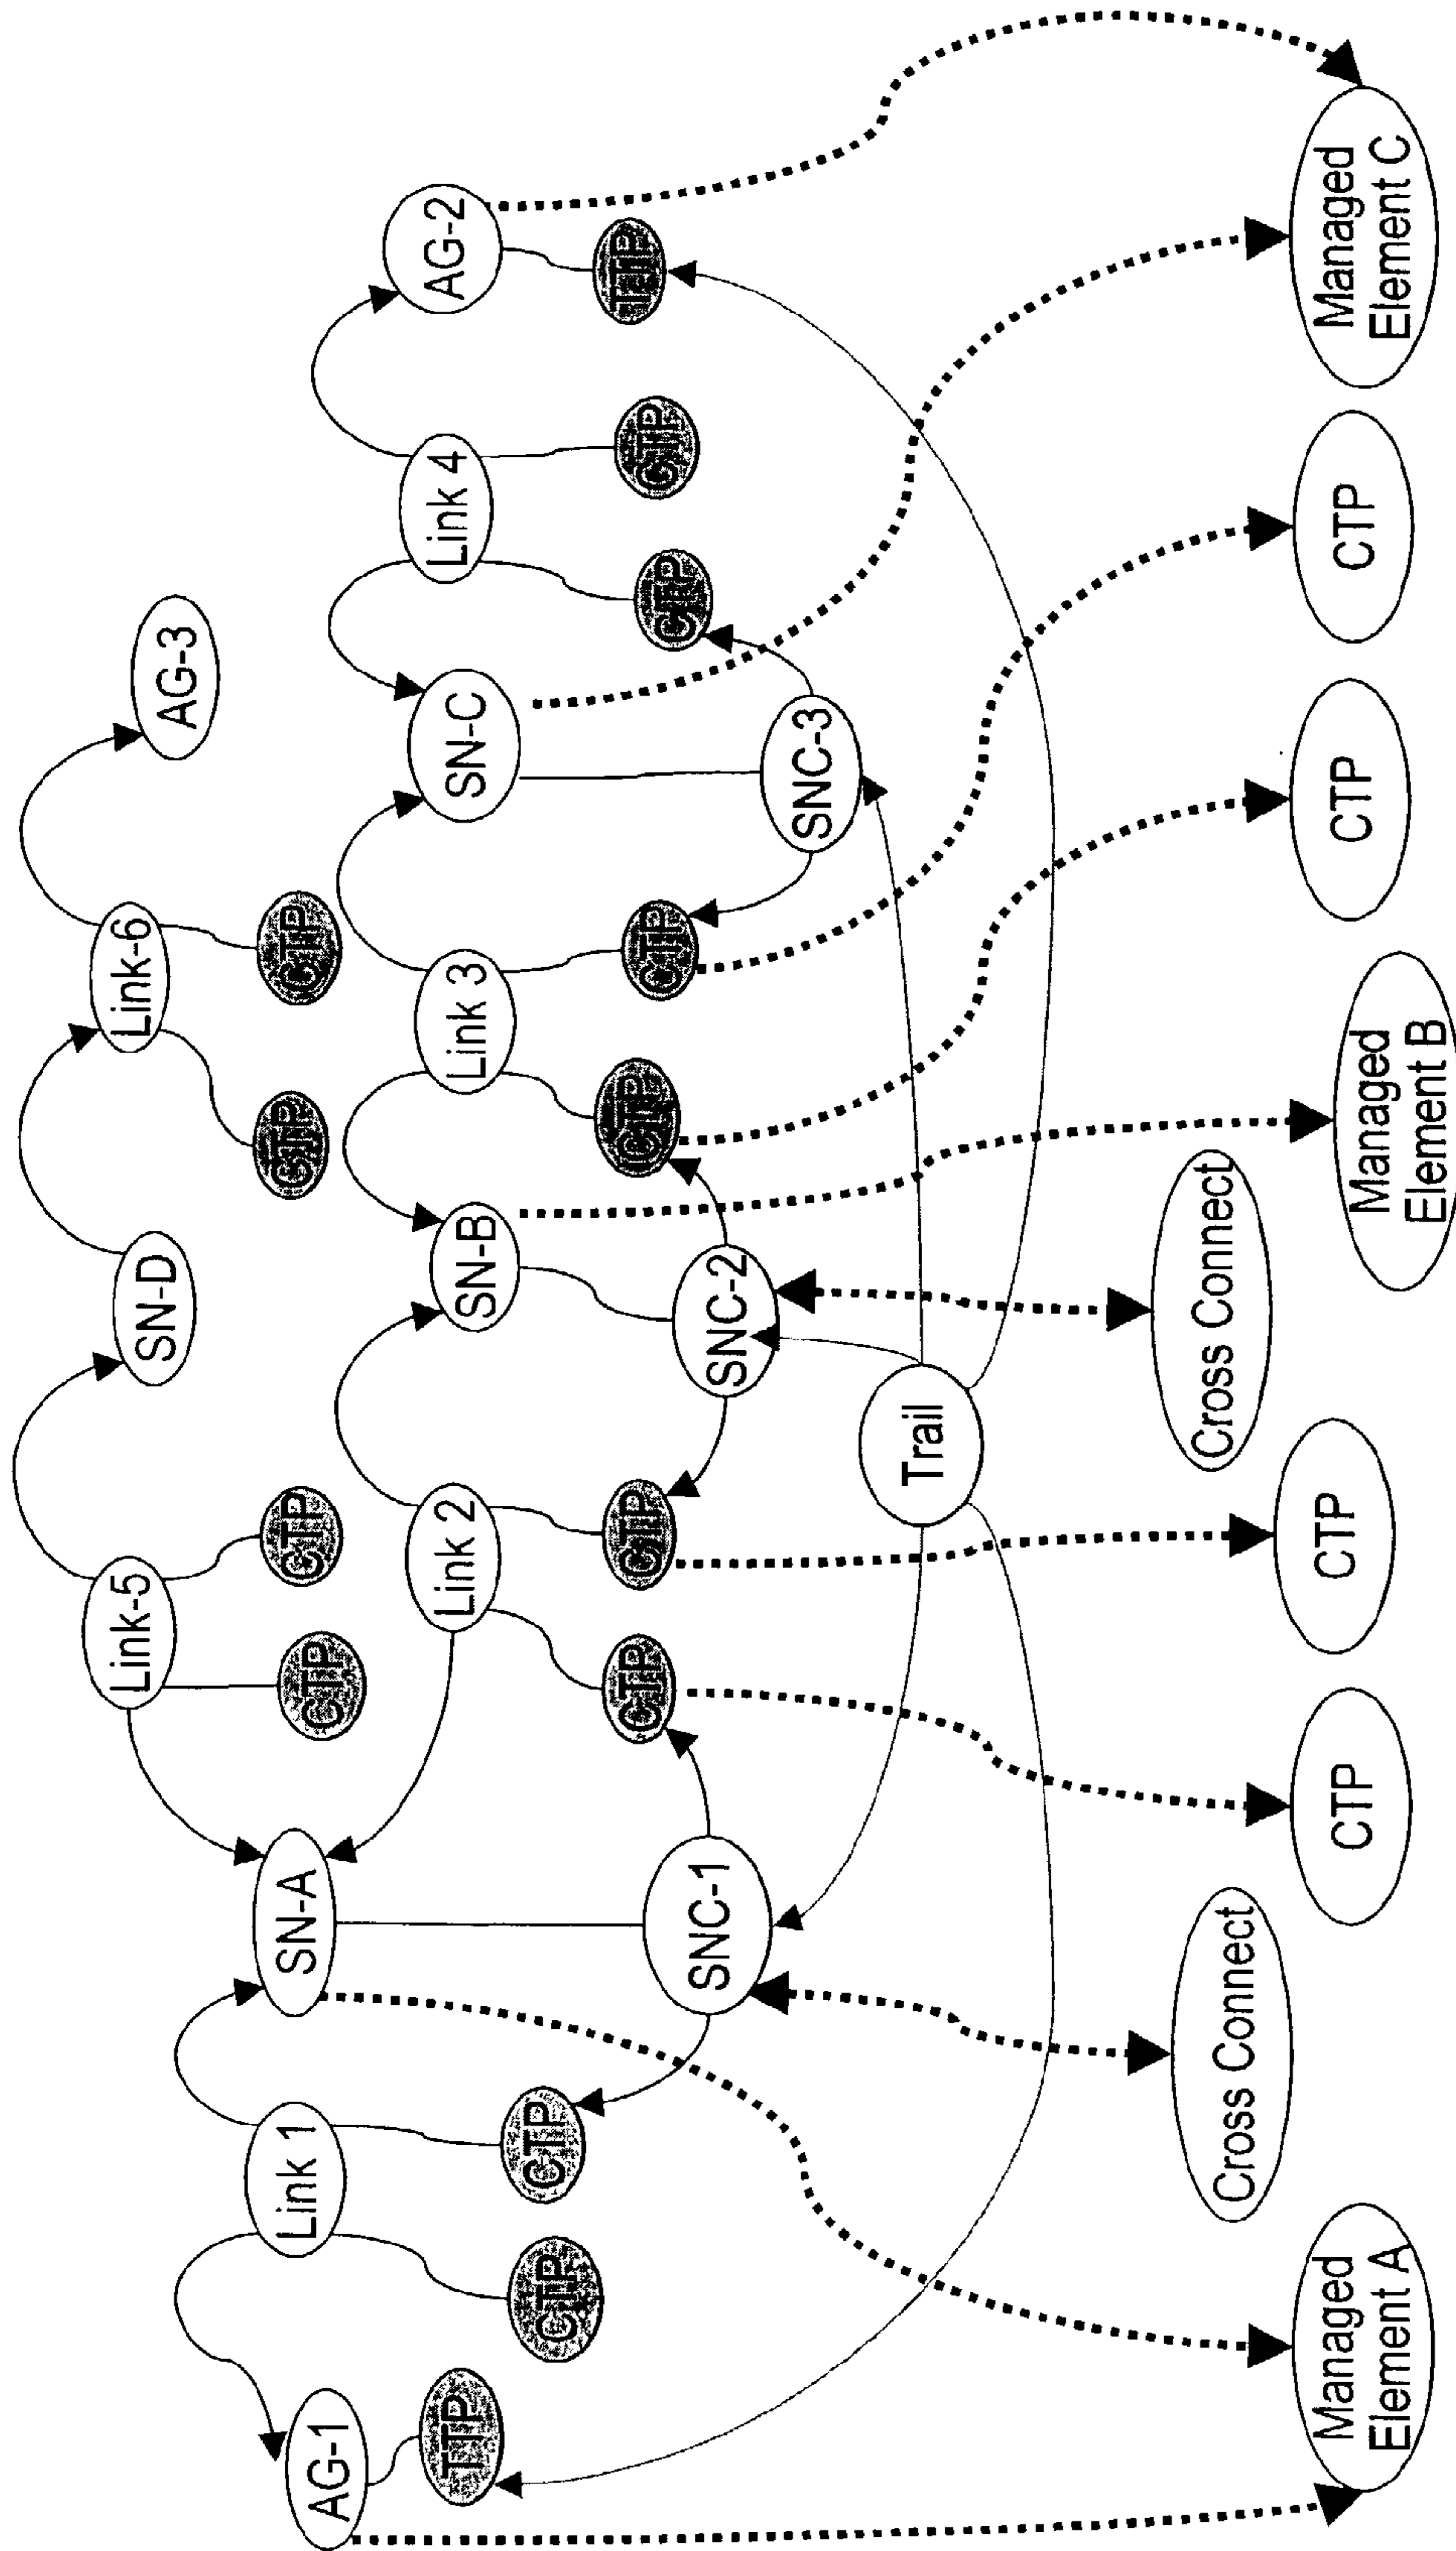 Link-5
SN-D
Link-6
AG-3
CTP
CTP
CTP
CTP
AG-1
Link 1
SN-A
Link 2
SN-B
Link 3
SN-C
Link 4
AG-2
TTP
CTP
CTP
CTP
CTP
CTP
CTP
CTP
CTP
TTP
SNC-1
SNC-2
SNC-3
Trail
Cross Connect
Cross Connect
Managed
Element A
CTP
CTP
Managed
Element B
CTP
CTP
Managed
Element C